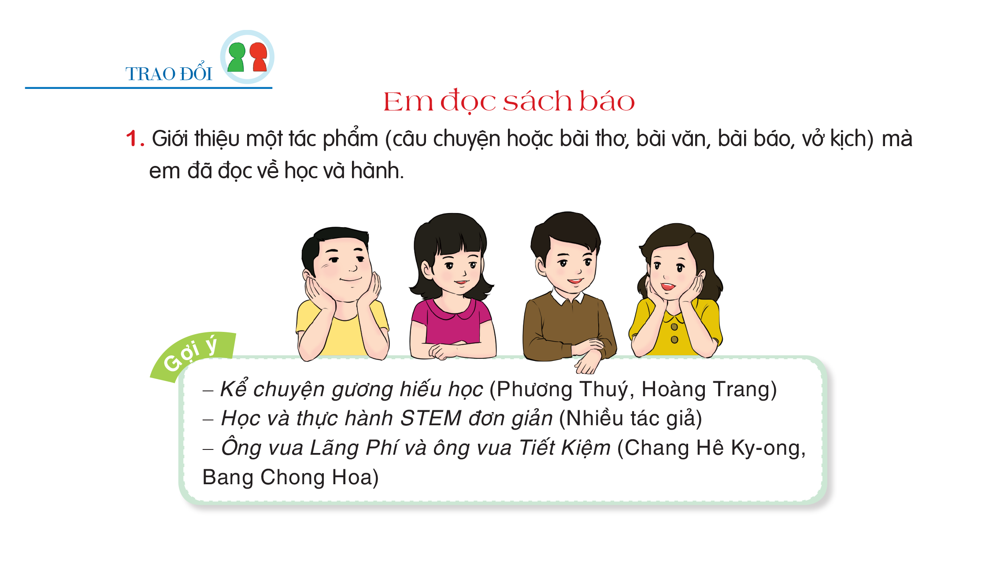 TRAO ĐỔI
Em đọc sách báo
1. Giới thiệu một tác phẩm (câu chuyện hoặc bài thơ, bài văn, bài báo, vở kịch) mà
em đã đọc về học và hành.
Gợi ý
– Kể chuyện gương hiếu học (Phương Thuý, Hoàng Trang)
– Học và thực hành STEM đơn giản (Nhiều tác giả)
– Ông vua Lãng Phí và ông vua Tiết Kiệm (Chang Hê Ky-ong,
Bang Chong Hoa)